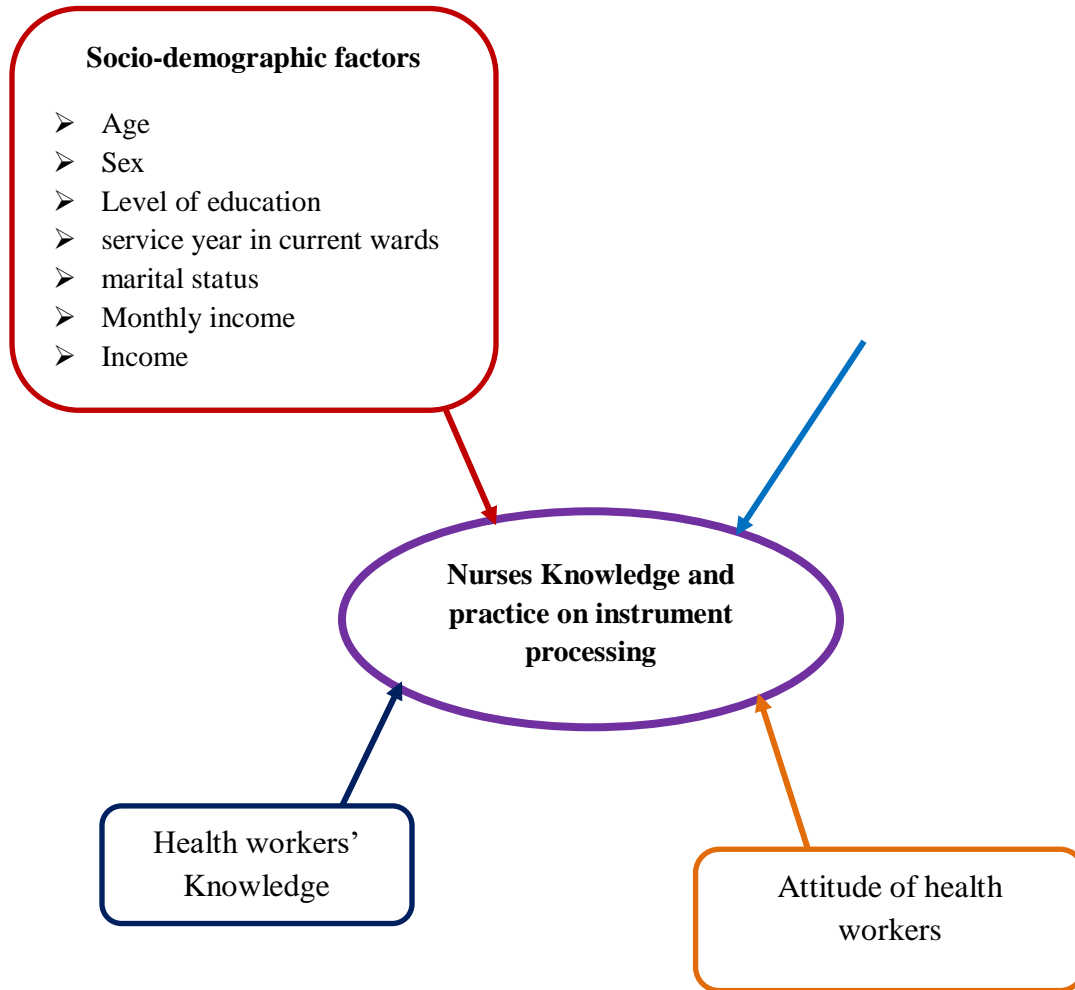 Socio-demographic factors
➢ Age
➢ Sex
➢ Level of education
➢ service year in current wards
➢ marital status
➢ Monthly income
➢ Income
Nurses Knowledge and
practice on instrument
processing
Health workers’
Knowledge
Attitude of health
workers